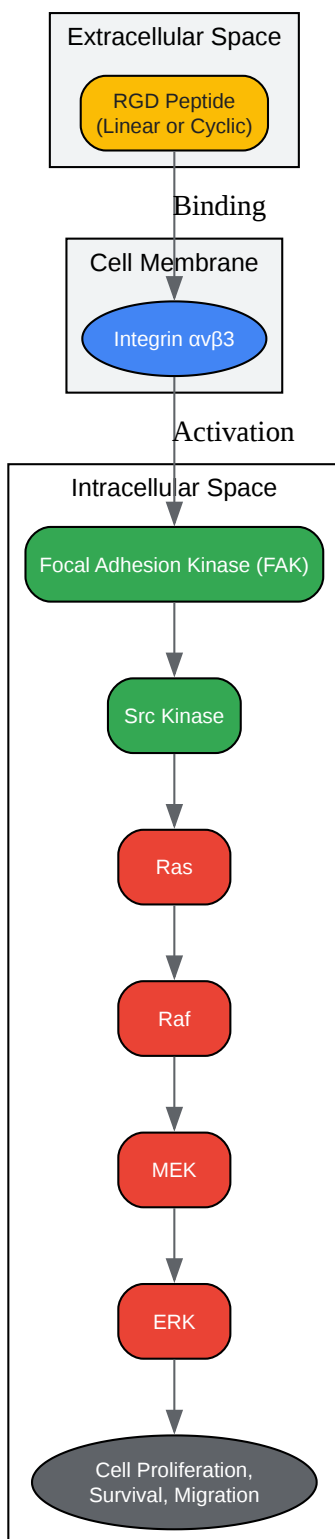 Extracellular Space
RGD Peptide
(Linear or Cyclic)
Binding
Cell Membrane
Integrin αvβ3
Activation
Intracellular Space
Focal Adhesion Kinase (FAK)
Src Kinase
Ras
Raf
MEK
ERK
Cell Proliferation,
Survival, Migration